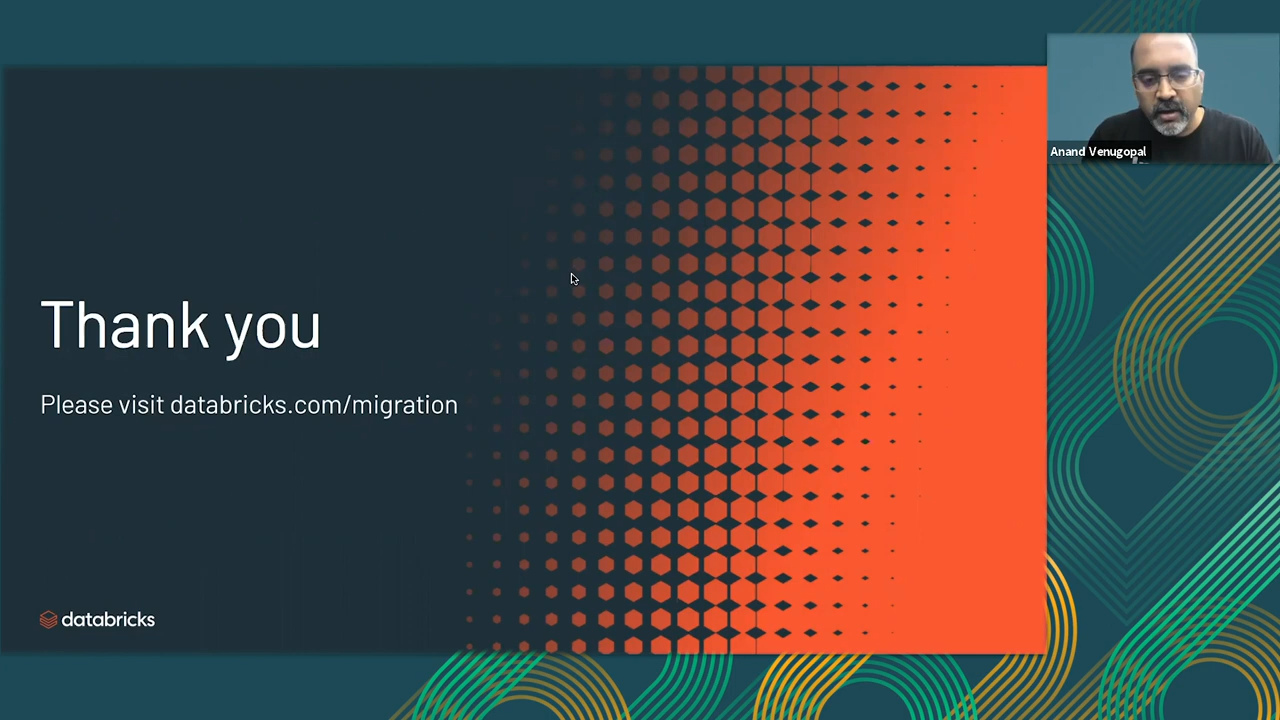 Anand Venugopal
Thank you
Please visit databricks.com/migration
databricks